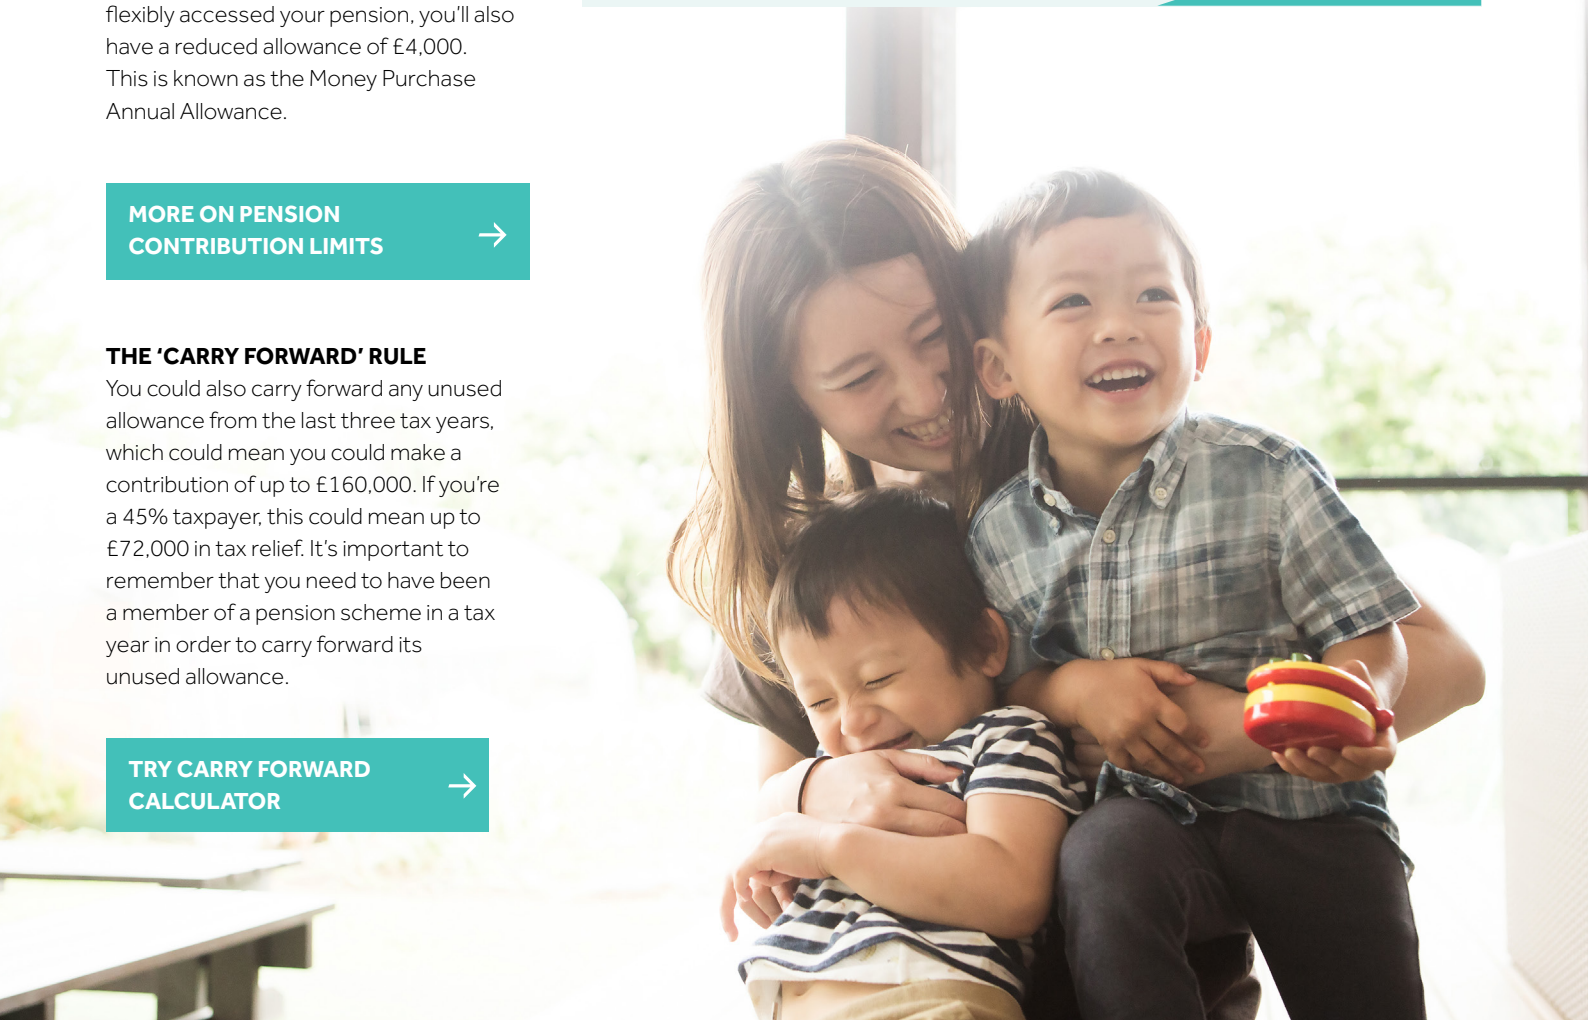 flexibly accessed your pension, you'll also
have a reduced allowance of £4,000.
This is known as the Money Purchase
Annual Allowance.
MORE ON PENSION
CONTRIBUTION LIMITS
THE ‘CARRY FORWARD’ RULE
You could also carry forward any unused
allowance from the last three tax years,
which could mean you could make a
contribution of up to £160,000. If you're
a 45% taxpayer, this could mean up to
£72,000 in tax relief. It's important to
remember that you need to have been
a member of a pension scheme in a tax
year in order to carry forward its
unused allowance.
TRY CARRY FORWARD
CALCULATOR